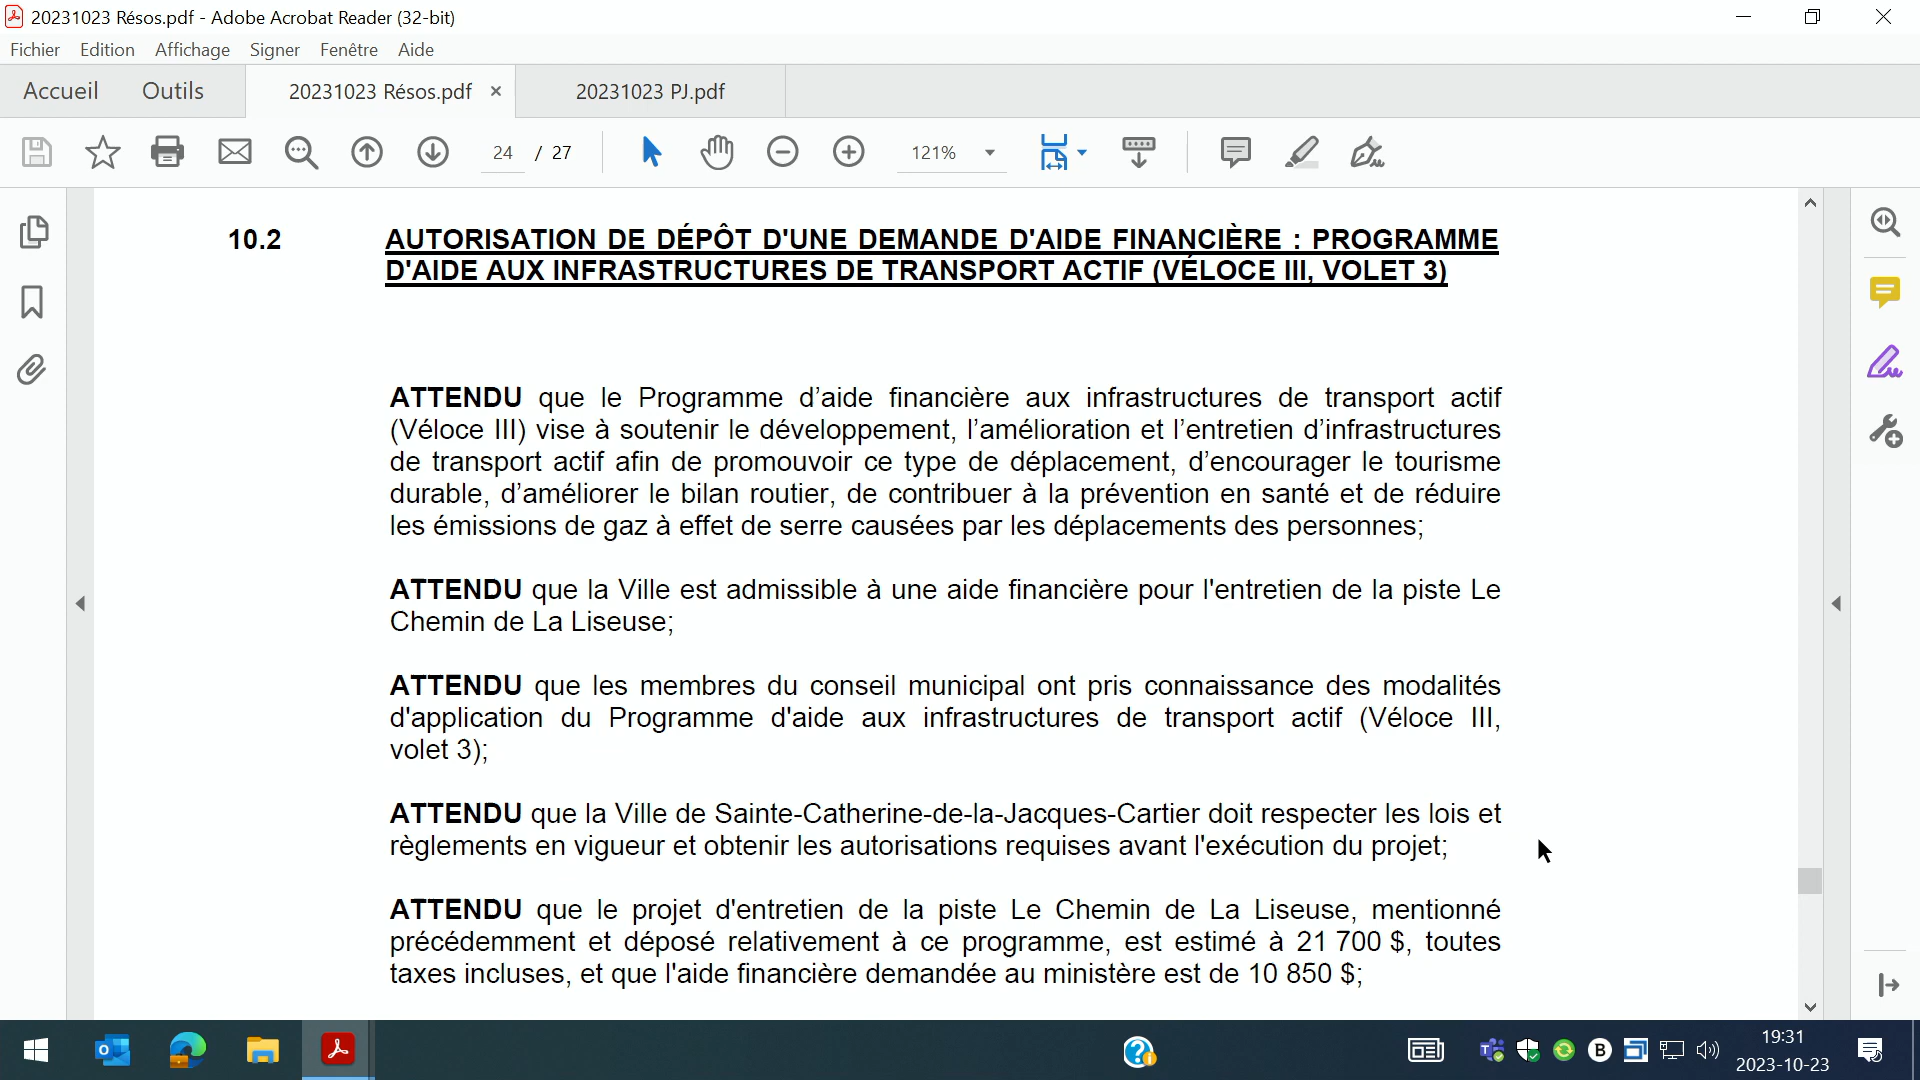 20231023 Résos.pdf - Adobe Acrobat Reader (32-bit)
Fichier Edition Affichage Signer Fenêtre Aide
Accueil Outils 20231023 Résos.pdf × 20231023 PJ.pdf
24 / 27 121%
10.2 AUTORISATION DE DÉPÔT D'UNE DEMANDE D'AIDE FINANCIÈRE : PROGRAMME
D'AIDE AUX INFRASTRUCTURES DE TRANSPORT ACTIF (VÉLOCE III, VOLET 3)
ATTENDU que le Programme d’aide financière aux infrastructures de transport actif
(Véloce III) vise à soutenir le développement, l’amélioration et l’entretien d’infrastructures
de transport actif afin de promouvoir ce type de déplacement, d’encourager le tourisme
durable, d’améliorer le bilan routier, de contribuer à la prévention en santé et de réduire
les émissions de gaz à effet de serre causées par les déplacements des personnes;
ATTENDU que la Ville est admissible à une aide financière pour l'entretien de la piste Le
Chemin de La Liseuse;
ATTENDU que les membres du conseil municipal ont pris connaissance des modalités
d'application du Programme d'aide aux infrastructures de transport actif (Véloce III,
volet 3);
ATTENDU que la Ville de Sainte-Catherine-de-la-Jacques-Cartier doit respecter les lois et
règlements en vigueur et obtenir les autorisations requises avant l'exécution du projet;
ATTENDU que le projet d'entretien de la piste Le Chemin de La Liseuse, mentionné
précédemment et déposé relativement à ce programme, est estimé à 21 700 $, toutes
taxes incluses, et que l'aide financière demandée au ministère est de 10 850 $;
19:31
2023-10-23